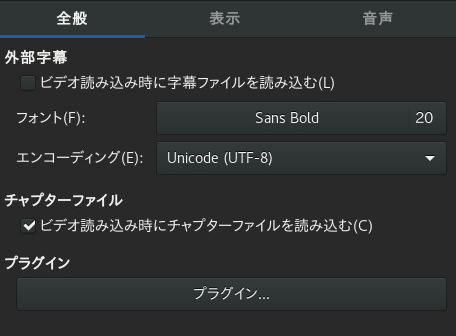 全般 表示 音声
外部字幕
ビデオ読み込み時に字幕ファイルを読み込む(L)
フォント(F): Sans Bold 20
エンコーディング(E): Unicode (UTF-8)
チャプターファイル
ビデオ読み込み時にチャプターファイルを読み込む(C)
プラグイン
プラグイン...